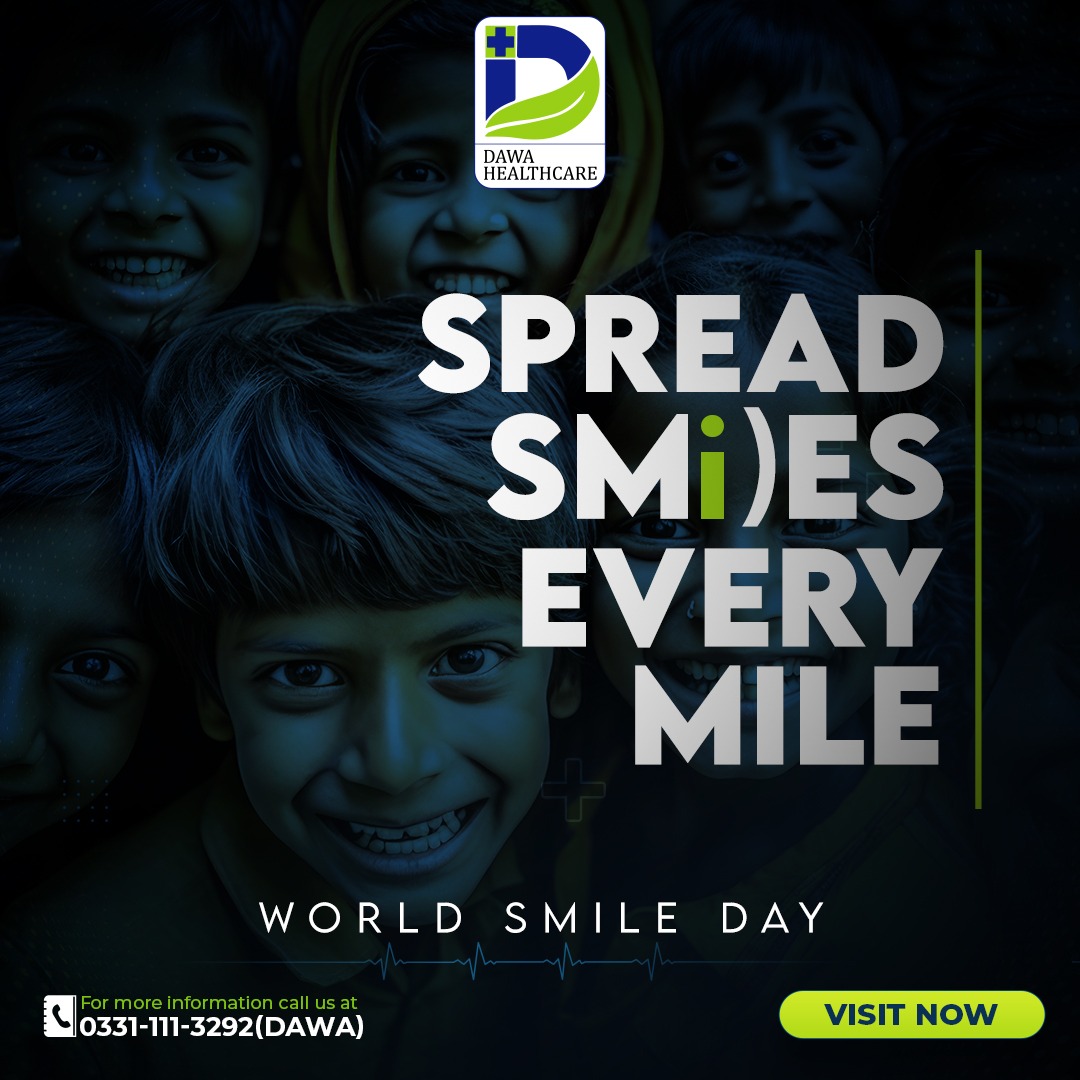 DAWA
HEALTHCARE
SPREAD
SMi)ES
EVERY
MILE
WORLD SMILE DAY
For more information call us at
0331-111-3292(DAWA)
VISIT NOW